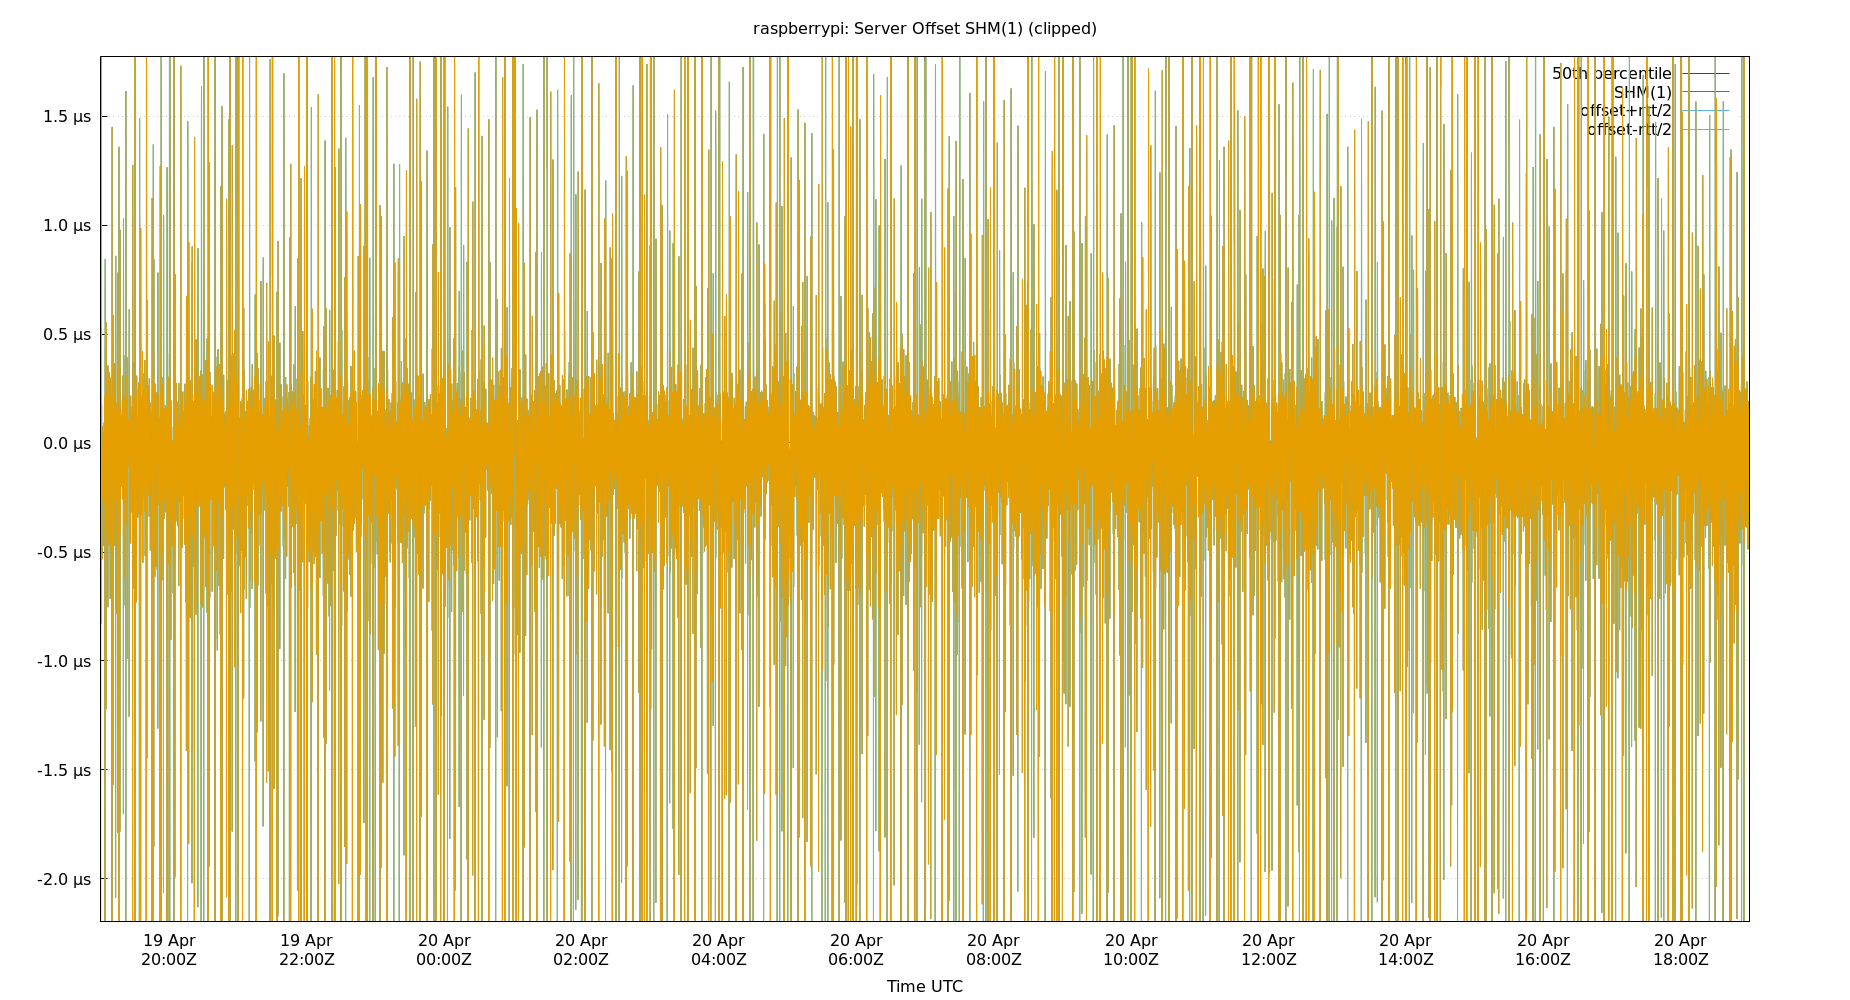 raspberrypi: Server Offset SHM(1) (clipped)
50th percentile
SHM(1)
offset+rtt/2
offset-rtt/2
1.5 µs
1.0 µs
0.5 µs
0.0 µs
-0.5 µs
-1.0 µs
-1.5 µs
-2.0 µs
19 Apr 19 Apr 20 Apr 20 Apr 20 Apr 20 Apr 20 Apr 20 Apr 20 Apr 20 Apr 20 Apr 20 Apr
20:00Z 22:00Z 00:00Z 02:00Z 04:00Z 06:00Z 08:00Z 10:00Z 12:00Z 14:00Z 16:00Z 18:00Z
Time UTC